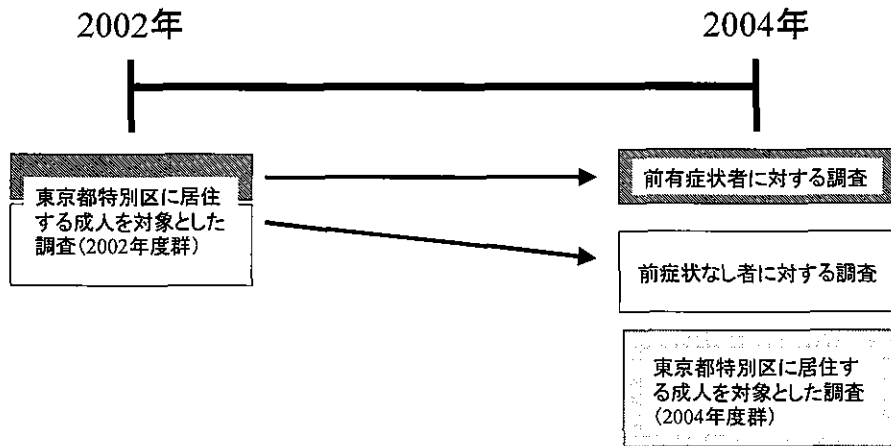 2002年
2004年
東京都特別区に居住
する成人を対象とした
調査(2002年度群)
前有症状者に対する調査
前症状なし者に対する調査
東京都特別区に居住す
る成人を対象とした調査
(2004年度群)